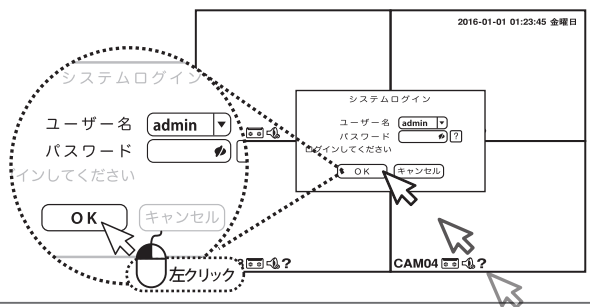 2016-01-01 01:23:45 金曜日
システムログイン
ユーザー名 admin
パスワード
インしてください
OK キャンセル
左クリック
?
システムログイン
ユーザー名 admin
パスワード ?
ログインしてください
OK キャンセル
CAM04 ?